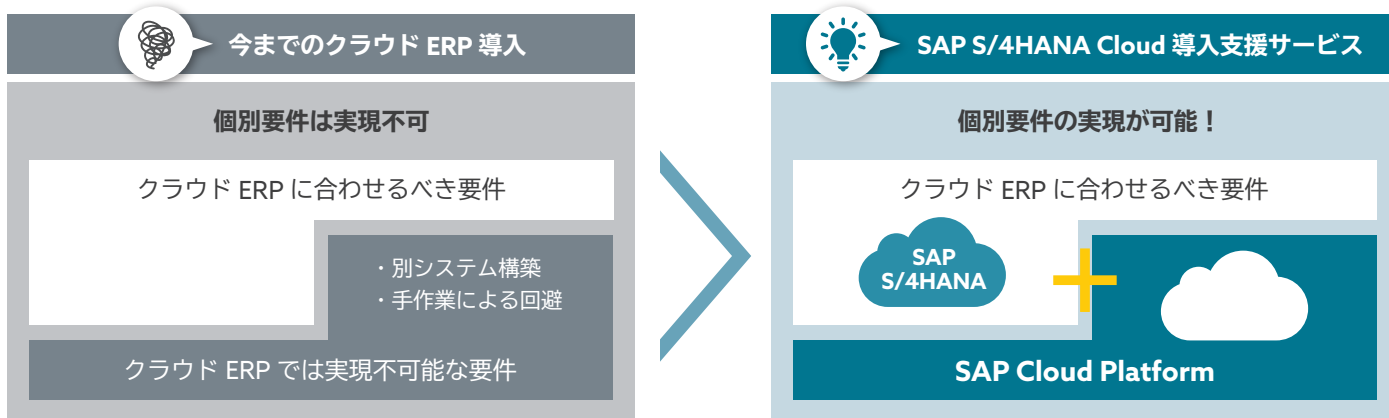 今までのクラウド ERP 導入
個別要件は実現不可
クラウド ERP に合わせるべき要件
・別システム構築
・手作業による回避
クラウド ERP では実現不可能な要件
SAP S/4HANA Cloud 導入支援サービス
個別要件の実現が可能！
クラウド ERP に合わせるべき要件
SAP
S/4HANA
SAP Cloud Platform